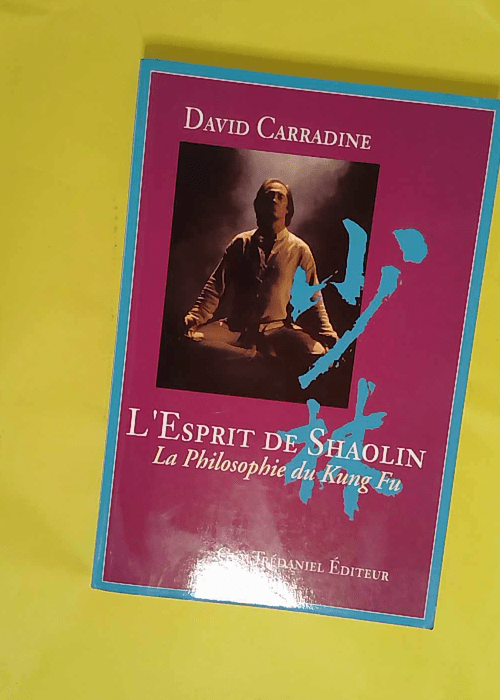 DAVID CARRADINE
少林
L'ESPRIT DE SHAOLIN
La Philosophie du Kung Fu
TRÉDANIEL ÉDITEUR